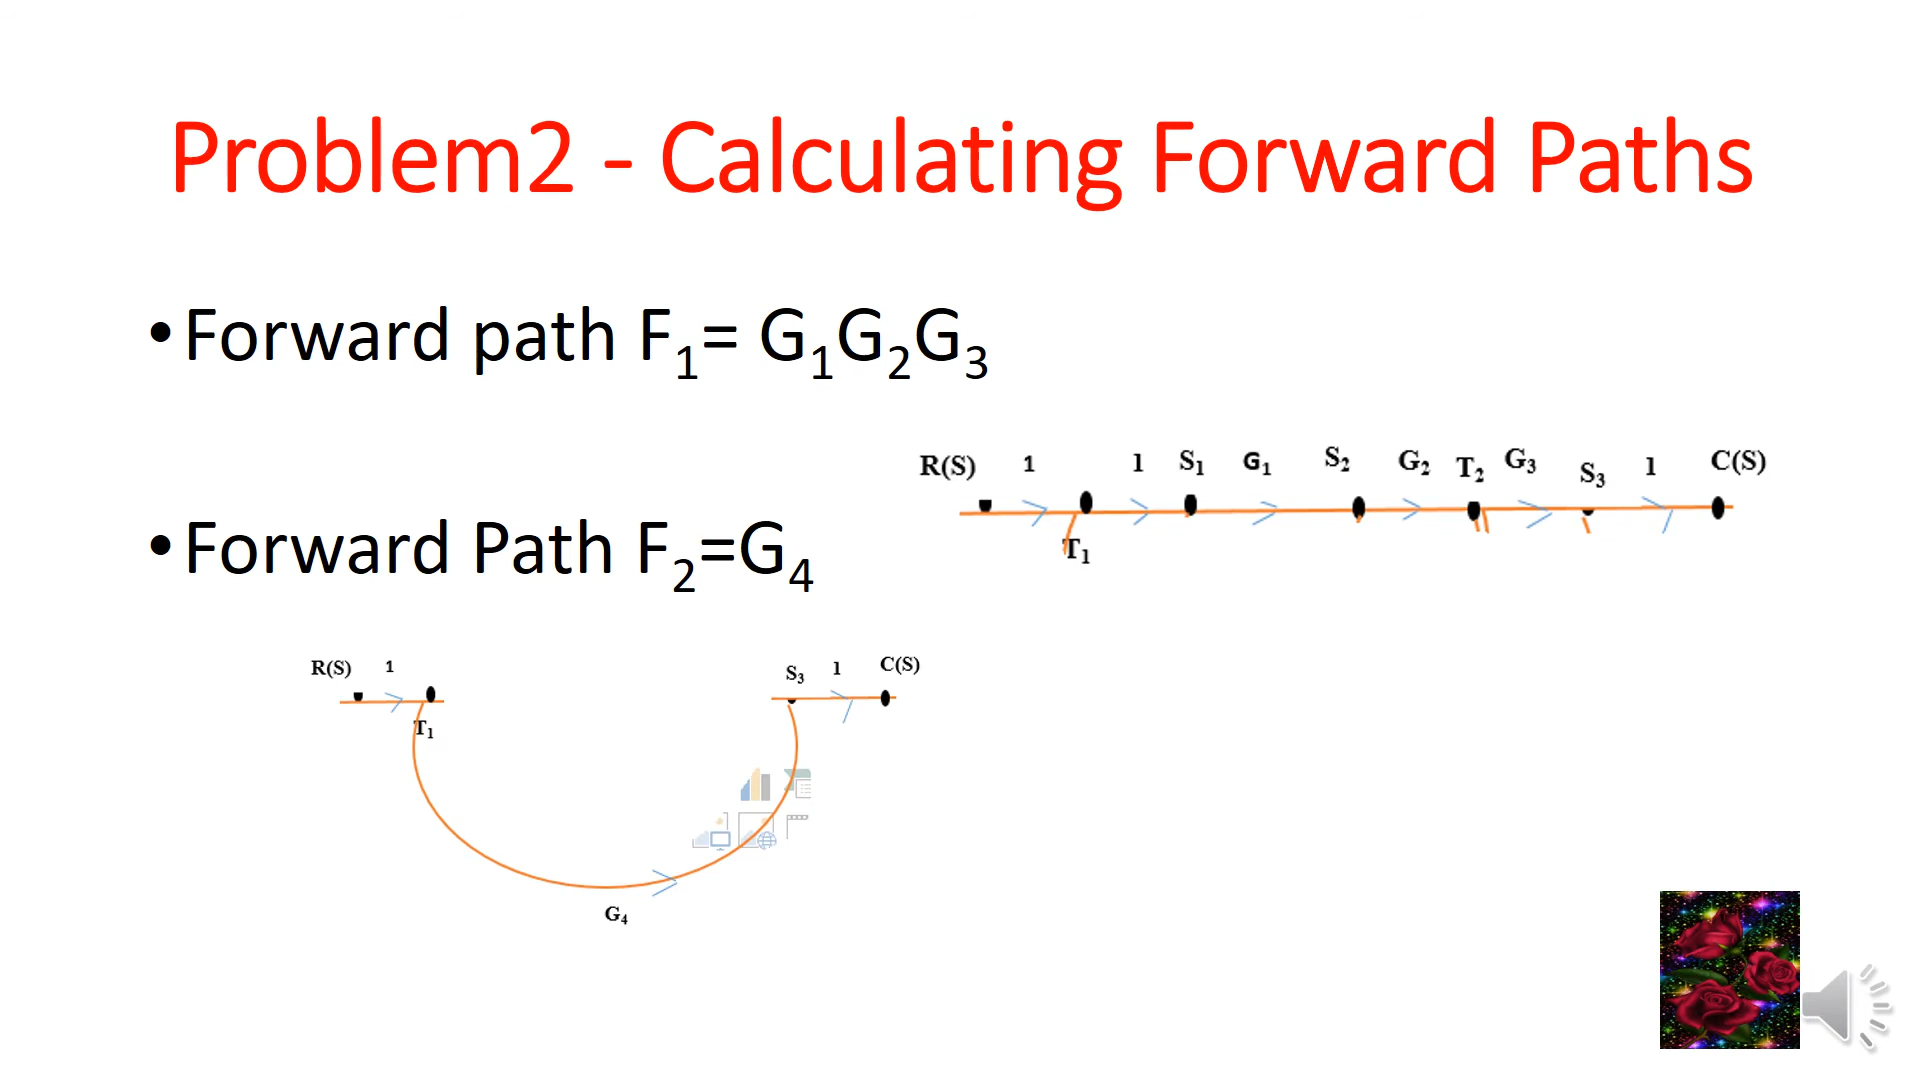 Problem2 - Calculating Forward Paths
•Forward path F₁= G₁G₂G₃
R(S) 1 1 S₁ G₁ S₂ G₂ T₂ G₃ S₃ 1 C(S)
T₁
•Forward Path F₂=G₄
R(S) 1 S₃ 1 C(S)
T₁
G₄